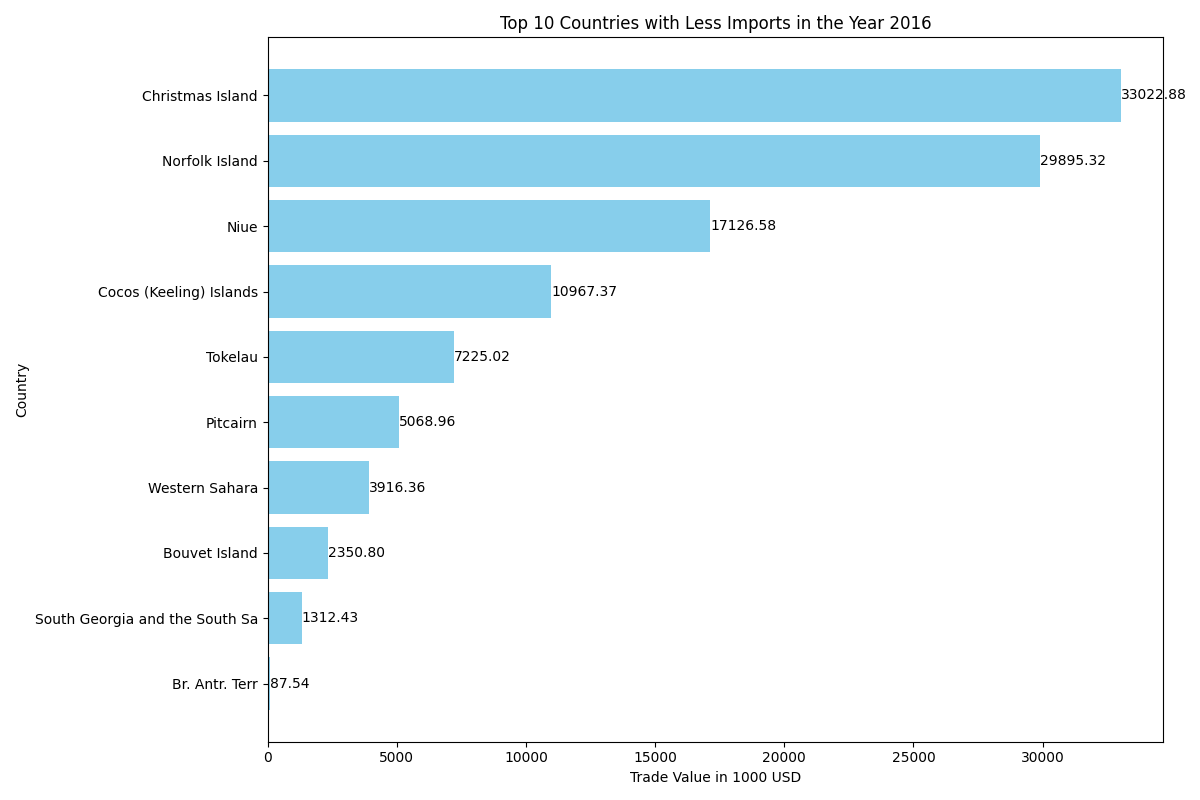 Top 10 Countries with Less Imports in the Year 2016
Country
Christmas Island 33022.88
Norfolk Island 29895.32
Niue 17126.58
Cocos (Keeling) Islands 10967.37
Tokelau 7225.02
Pitcairn 5068.96
Western Sahara 3916.36
Bouvet Island 2350.80
South Georgia and the South Sa 1312.43
Br. Antr. Terr 87.54
0 5000 10000 15000 20000 25000 30000
Trade Value in 1000 USD